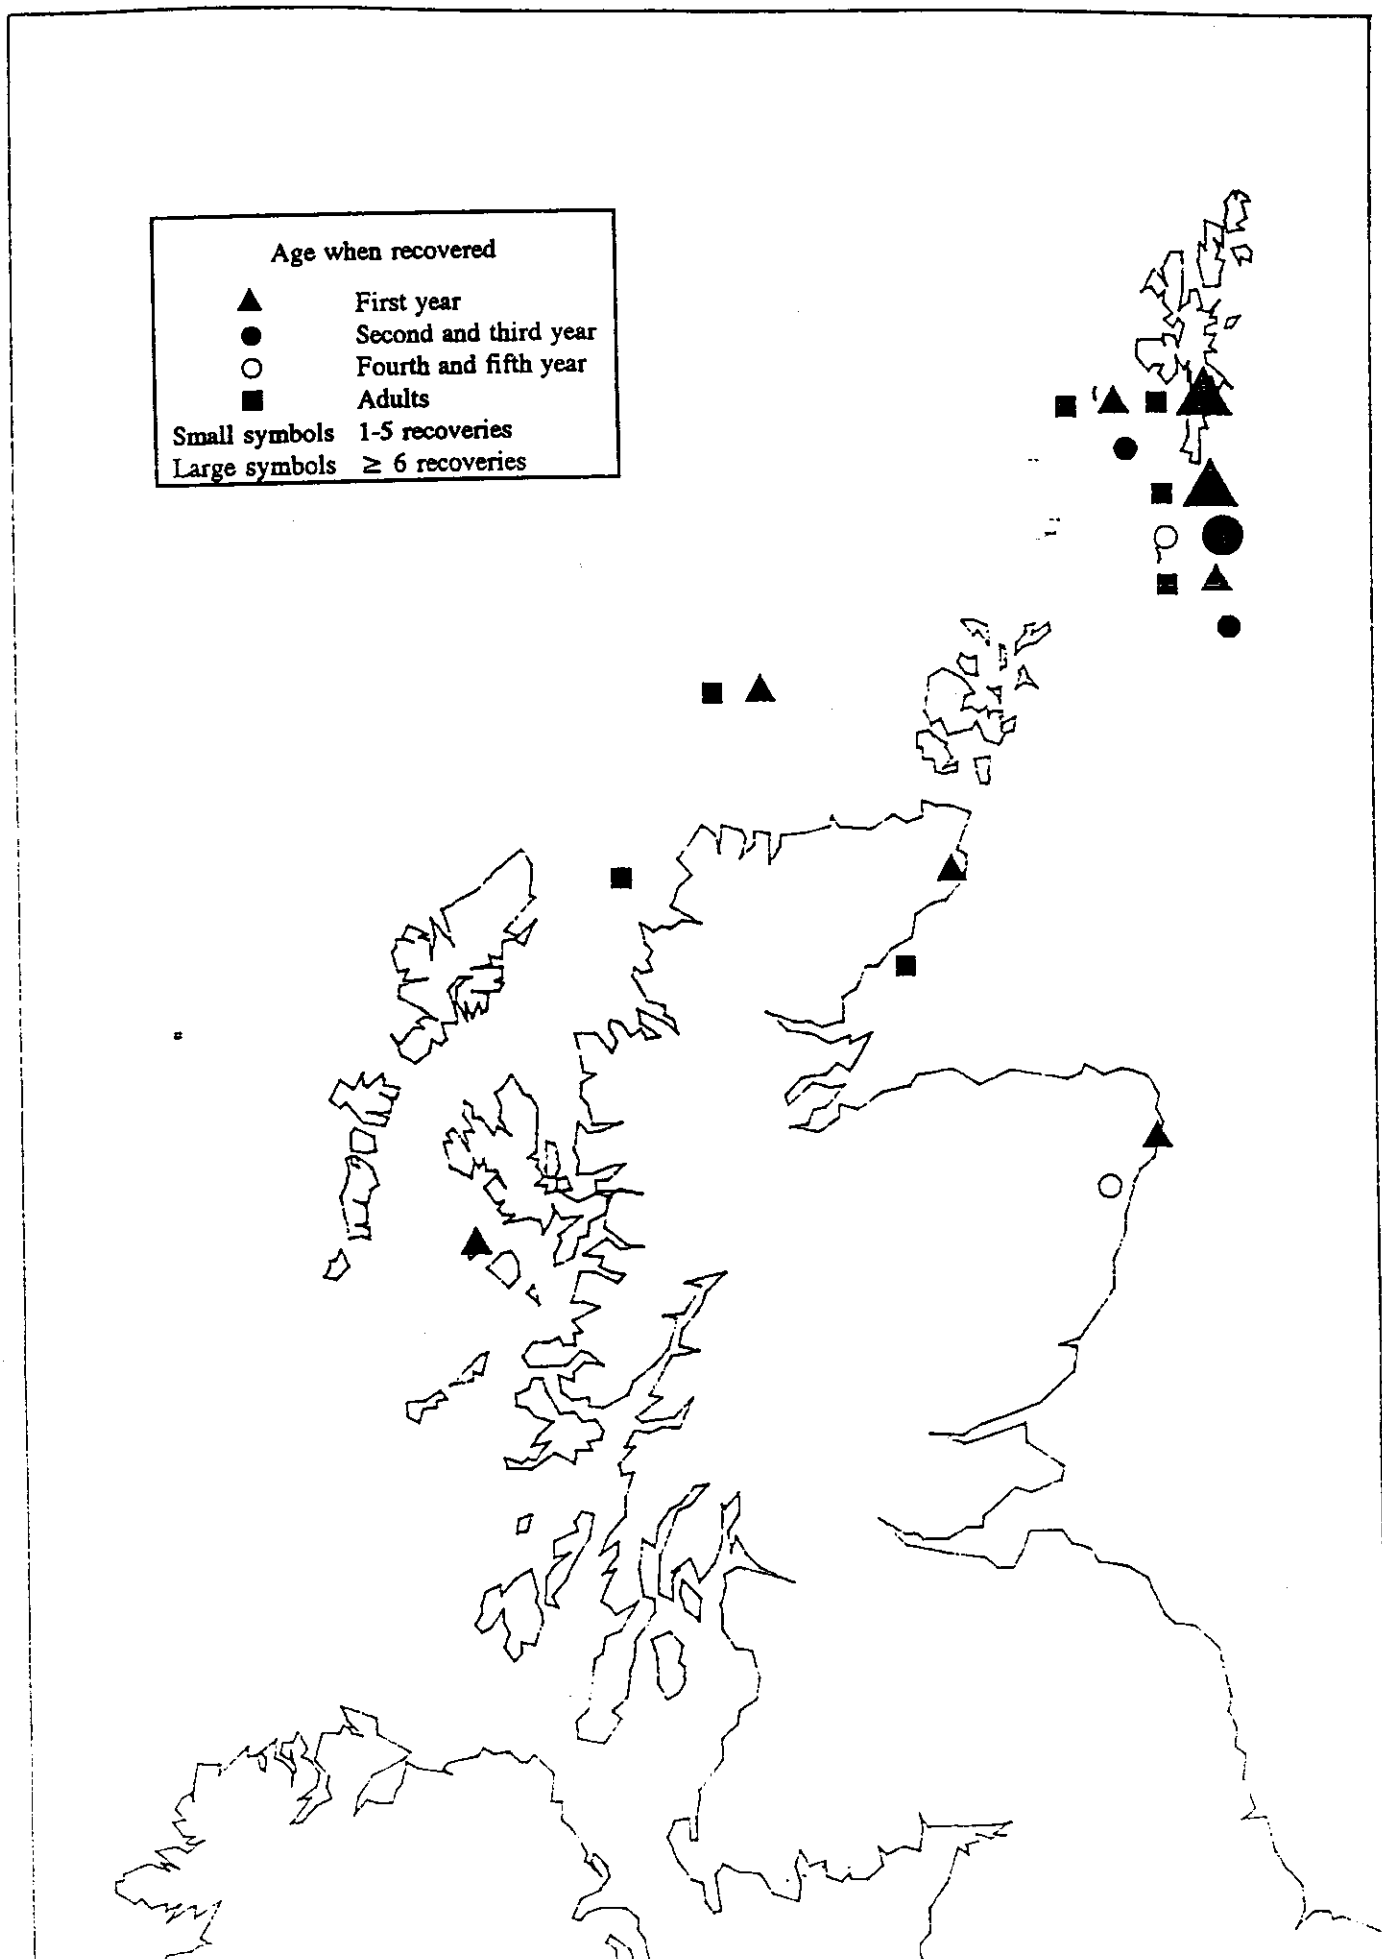 Age when recovered
First year
Second and third year
Fourth and fifth year
Adults
Small symbols 1-5 recoveries
Large symbols ≥ 6 recoveries